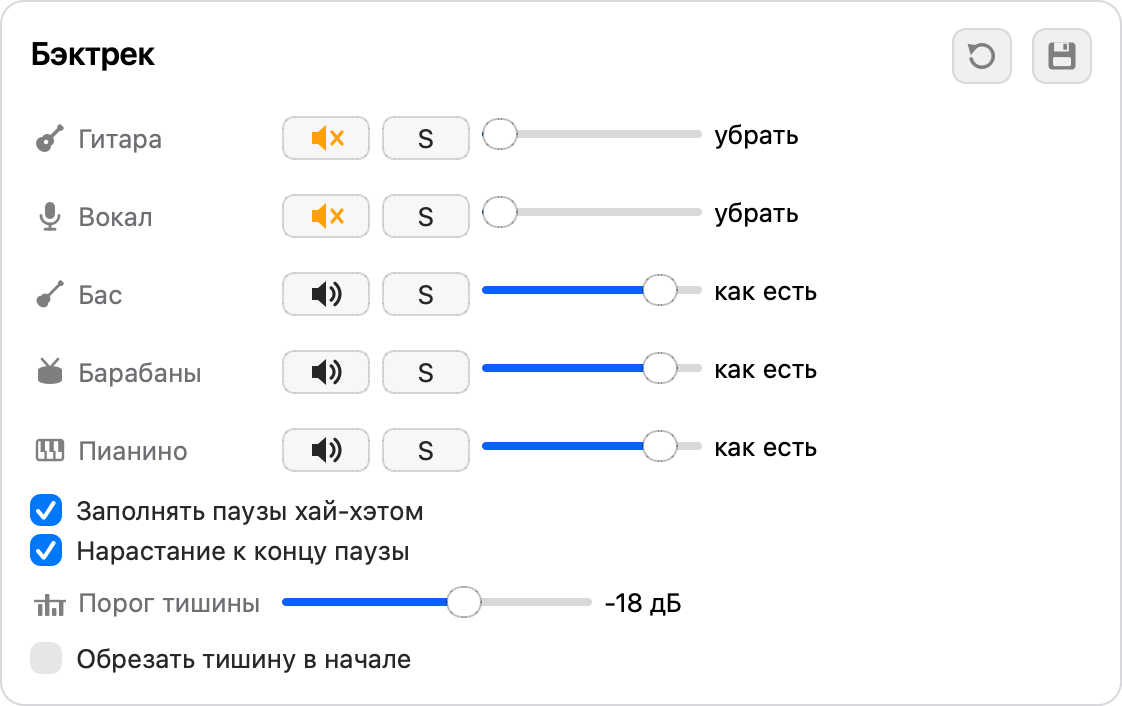 Бэктрек
Гитара S убрать
Вокал S убрать
Бас S как есть
Барабаны S как есть
Пианино S как есть
Заполнять паузы хай-хэтом
Нарастание к концу паузы
Порог тишины -18 дБ
Обрезать тишину в начале